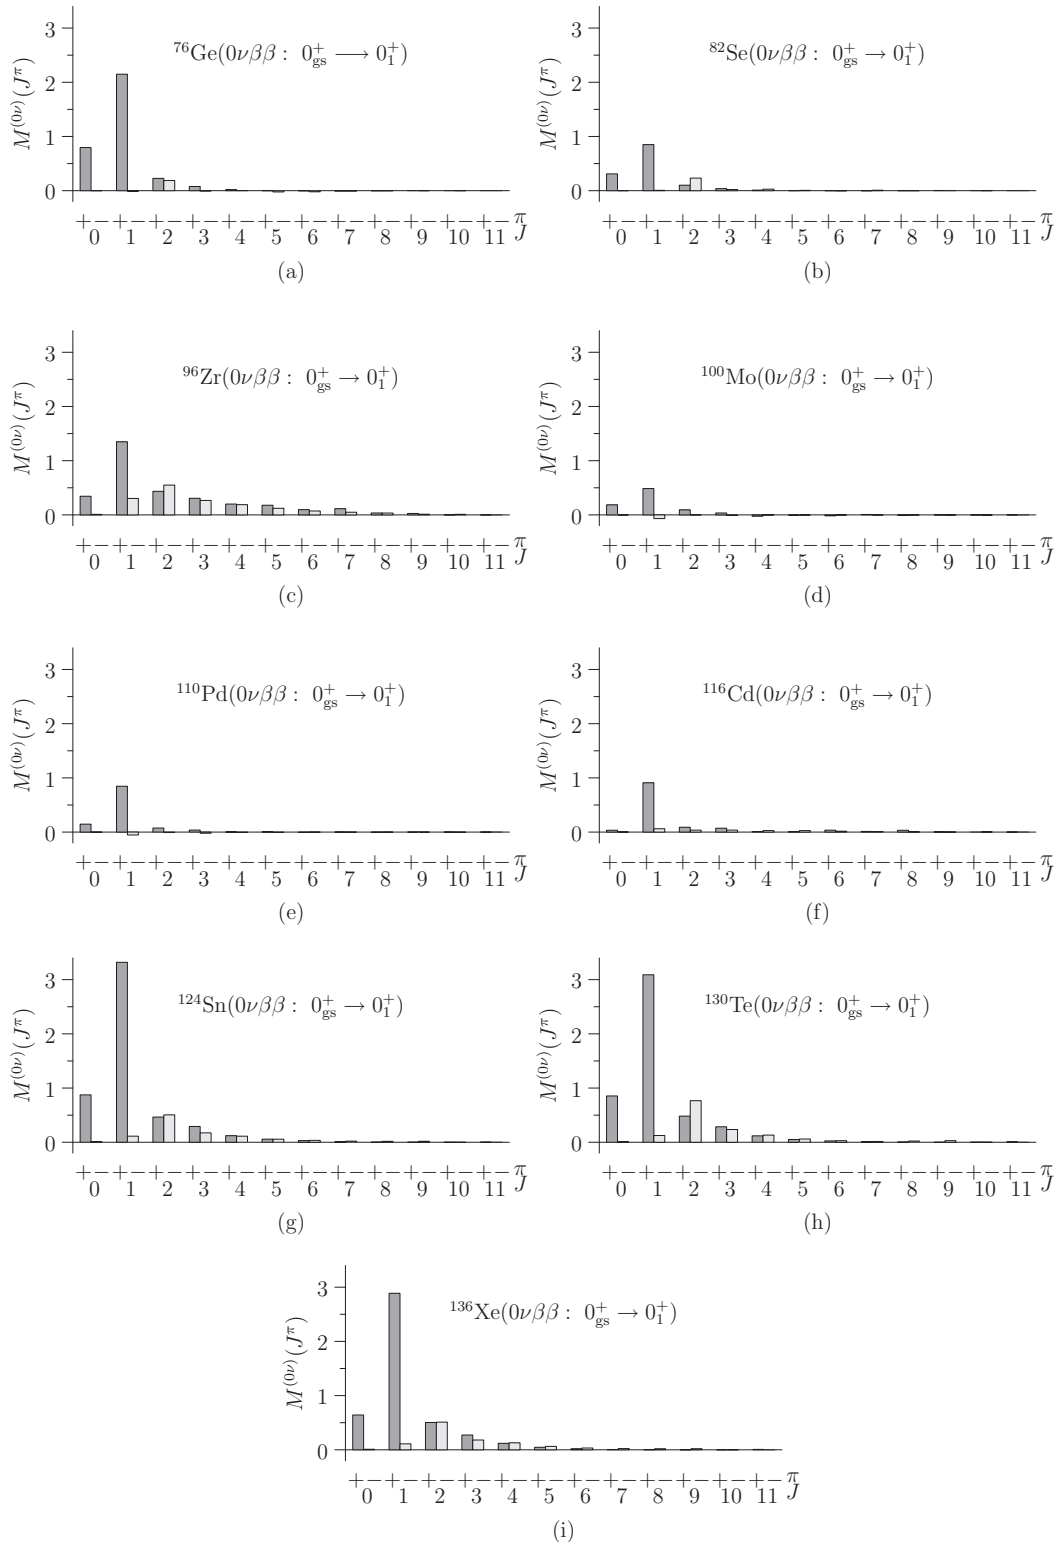 3
2
1
0
M^(0ν)(J^π)
⁷⁶Ge(0νββ : 0⁺gs ⟶ 0⁺₁)
+ − + − + − + − + − + − + − + − + − + − + − + − π
0 1 2 3 4 5 6 7 8 9 10 11 J
(a)
3
2
1
0
M^(0ν)(J^π)
⁸²Se(0νββ : 0⁺gs → 0⁺₁)
+ − + − + − + − + − + − + − + − + − + − + − + − π
0 1 2 3 4 5 6 7 8 9 10 11 J
(b)
3
2
1
0
M^(0ν)(J^π)
⁹⁶Zr(0νββ : 0⁺gs → 0⁺₁)
+ − + − + − + − + − + − + − + − + − + − + − + − π
0 1 2 3 4 5 6 7 8 9 10 11 J
(c)
3
2
1
0
M^(0ν)(J^π)
¹⁰⁰Mo(0νββ : 0⁺gs → 0⁺₁)
+ − + − + − + − + − + − + − + − + − + − + − + − π
0 1 2 3 4 5 6 7 8 9 10 11 J
(d)
3
2
1
0
M^(0ν)(J^π)
¹¹⁰Pd(0νββ : 0⁺gs → 0⁺₁)
+ − + − + − + − + − + − + − + − + − + − + − + − π
0 1 2 3 4 5 6 7 8 9 10 11 J
(e)
3
2
1
0
M^(0ν)(J^π)
¹¹⁶Cd(0νββ : 0⁺gs → 0⁺₁)
+ − + − + − + − + − + − + − + − + − + − + − + − π
0 1 2 3 4 5 6 7 8 9 10 11 J
(f)
3
2
1
0
M^(0ν)(J^π)
¹²⁴Sn(0νββ : 0⁺gs → 0⁺₁)
+ − + − + − + − + − + − + − + − + − + − + − + − π
0 1 2 3 4 5 6 7 8 9 10 11 J
(g)
3
2
1
0
M^(0ν)(J^π)
¹³⁰Te(0νββ : 0⁺gs → 0⁺₁)
+ − + − + − + − + − + − + − + − + − + − + − + − π
0 1 2 3 4 5 6 7 8 9 10 11 J
(h)
3
2
1
0
M^(0ν)(J^π)
¹³⁶Xe(0νββ : 0⁺gs → 0⁺₁)
+ − + − + − + − + − + − + − + − + − + − + − + − π
0 1 2 3 4 5 6 7 8 9 10 11 J
(i)